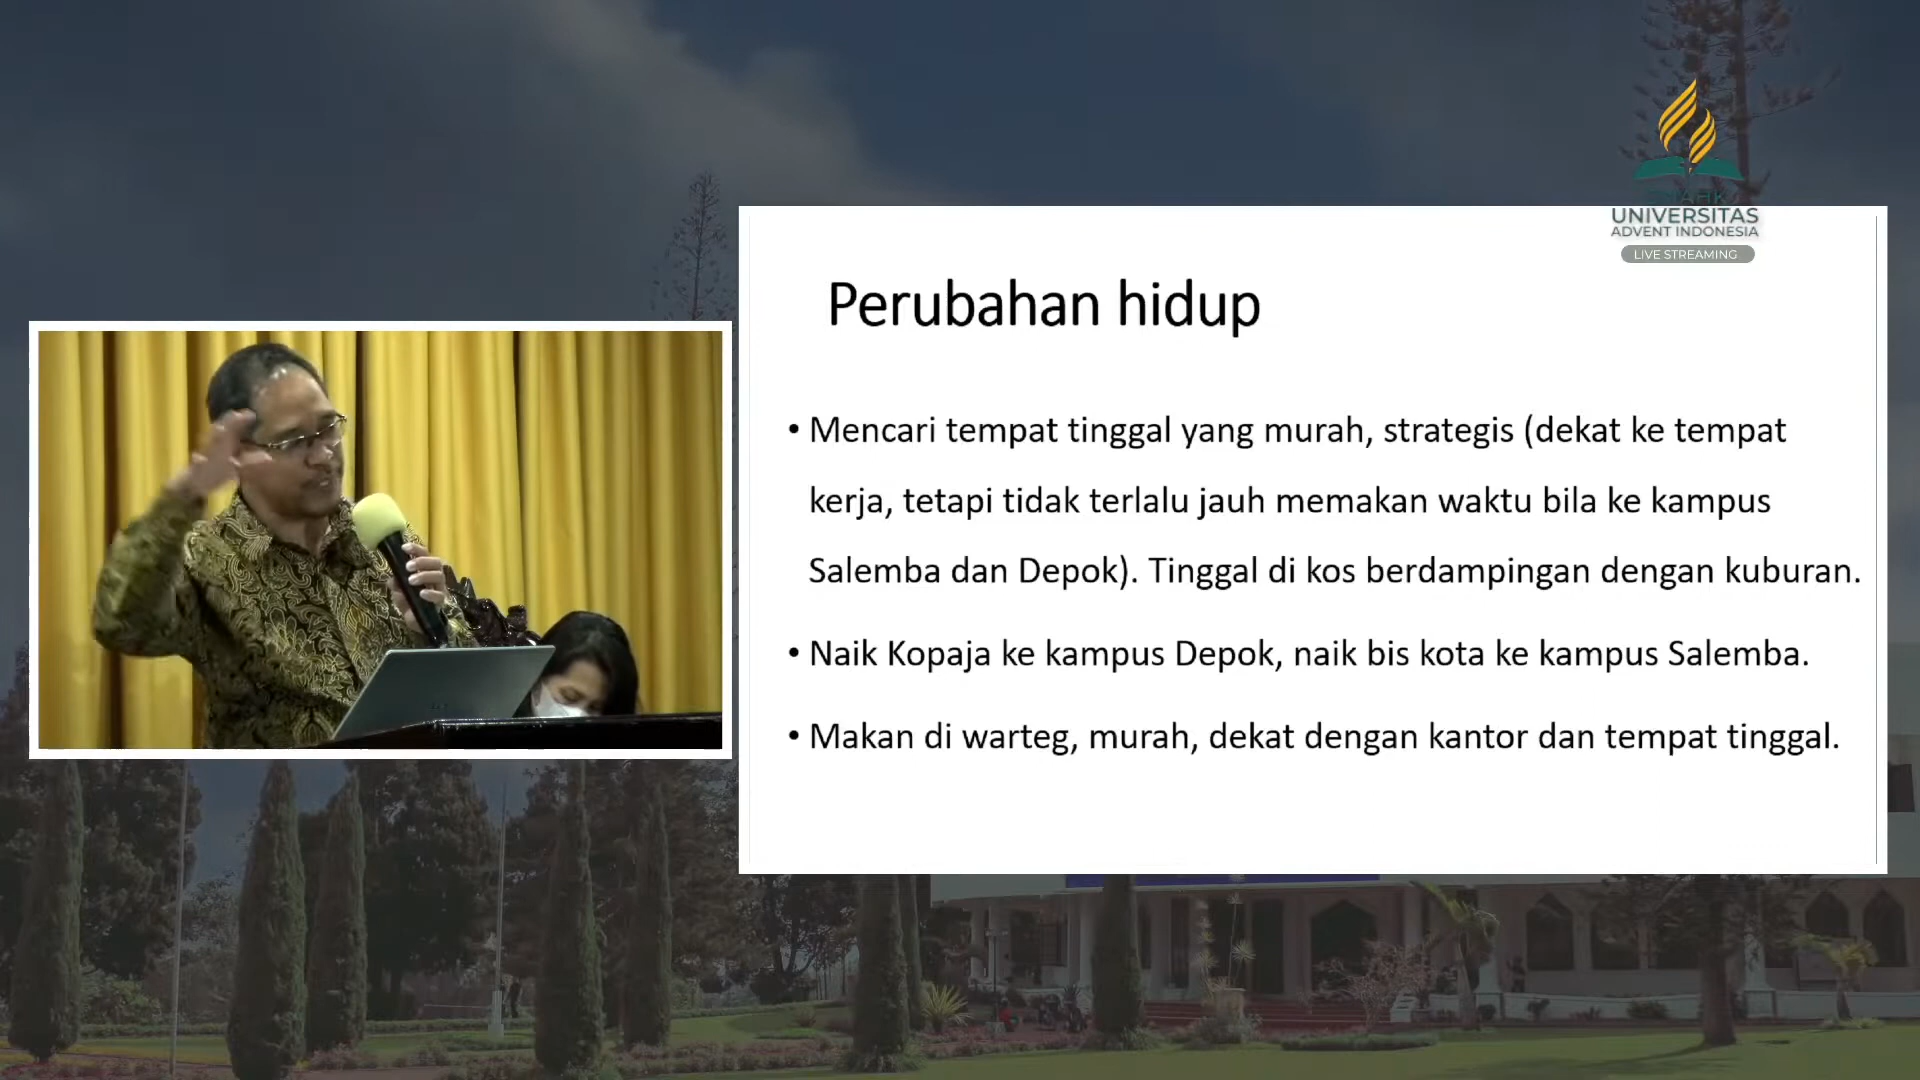 UNIVERSITAS
ADVENT INDONESIA
LIVE STREAMING
Perubahan hidup
• Mencari tempat tinggal yang murah, strategis (dekat ke tempat
kerja, tetapi tidak terlalu jauh memakan waktu bila ke kampus
Salemba dan Depok). Tinggal di kos berdampingan dengan kuburan.
• Naik Kopaja ke kampus Depok, naik bis kota ke kampus Salemba.
• Makan di warteg, murah, dekat dengan kantor dan tempat tinggal.